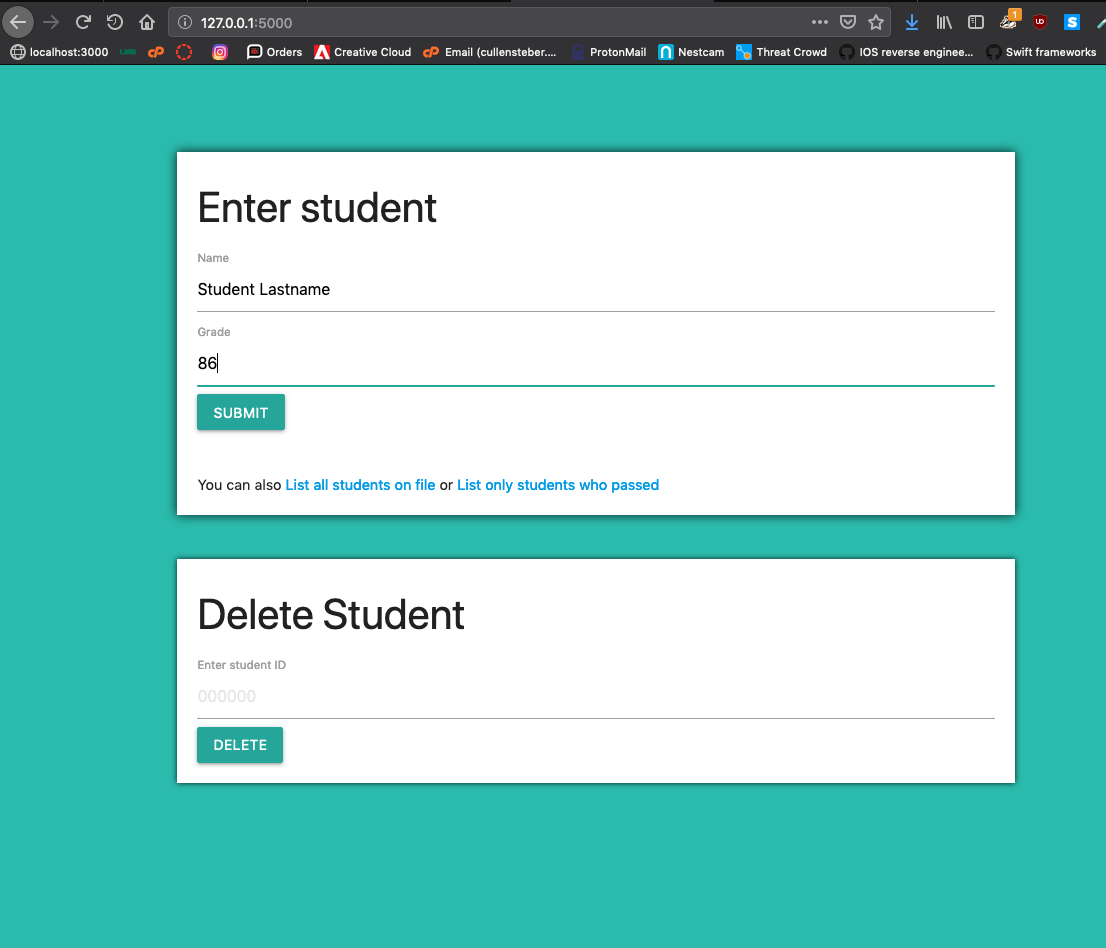 127.0.0.1:5000
1
localhost:3000
Orders
Creative Cloud
Email (cullensteber....
ProtonMail
Nestcam
Threat Crowd
IOS reverse enginee...
Swift frameworks
Enter student
Name
Student Lastname
Grade
86
SUBMIT
You can also List all students on file or List only students who passed
Delete Student
Enter student ID
000000
DELETE